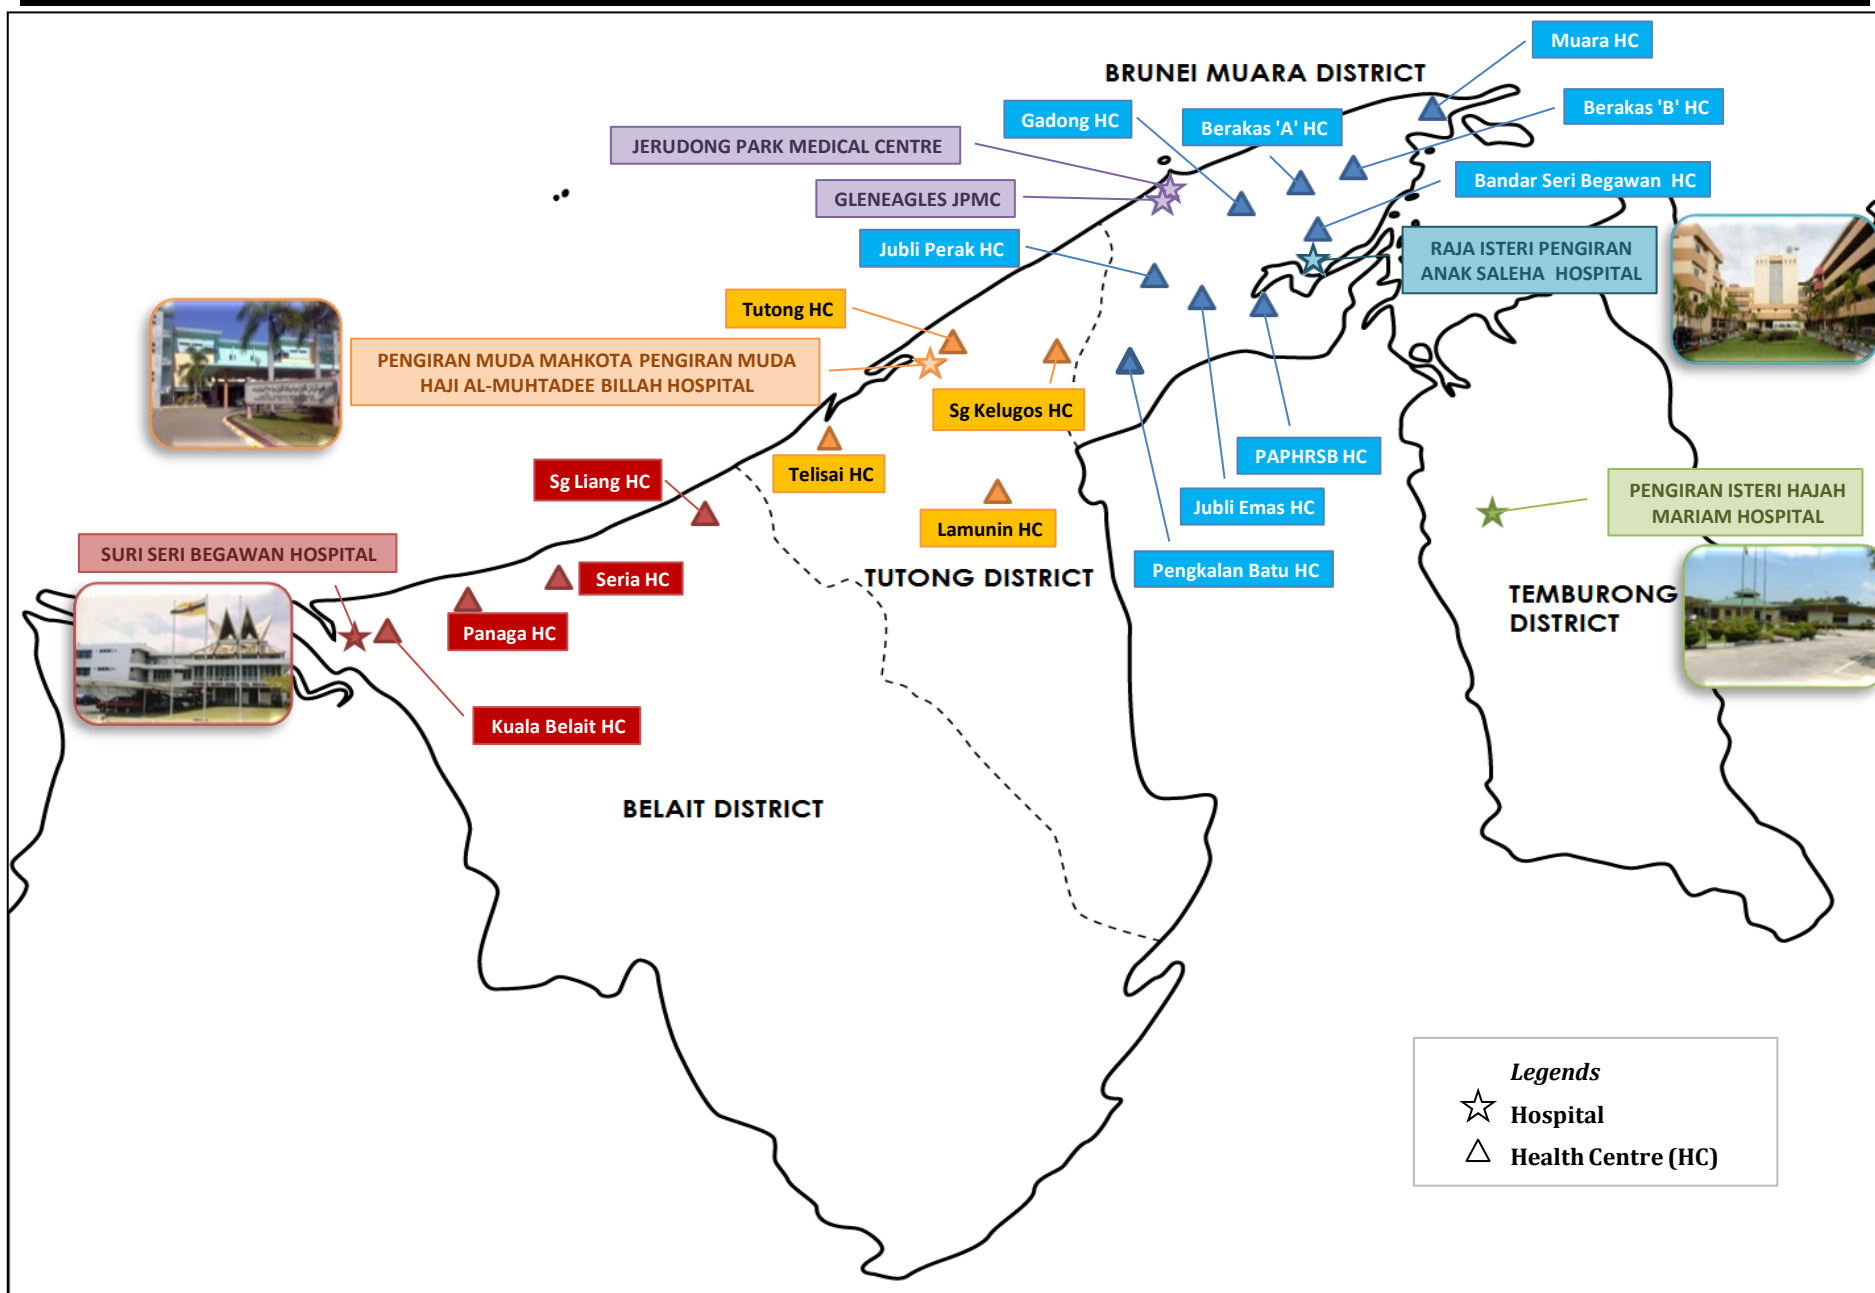 Muara HC
BRUNEI MUARA DISTRICT
Gadong HC
Berakas 'A' HC
Berakas 'B' HC
JERUDONG PARK MEDICAL CENTRE
Bandar Seri Begawan HC
GLENEAGLES JPMC
Jubli Perak HC
RAJA ISTERI PENGIRAN
ANAK SALEHA HOSPITAL
Tutong HC
PENGIRAN MUDA MAHKOTA PENGIRAN MUDA
HAJI AL-MUHTADEE BILLAH HOSPITAL
Sg Kelugos HC
PAPHRSB HC
Telisai HC
Sg Liang HC
Jubli Emas HC
PENGIRAN ISTERI HAJAH
MARIAM HOSPITAL
Lamunin HC
SURI SERI BEGAWAN HOSPITAL
Seria HC
TUTONG DISTRICT
Pengkalan Batu HC
TEMBURONG
DISTRICT
Panaga HC
Kuala Belait HC
BELAIT DISTRICT
Legends
Hospital
Health Centre (HC)